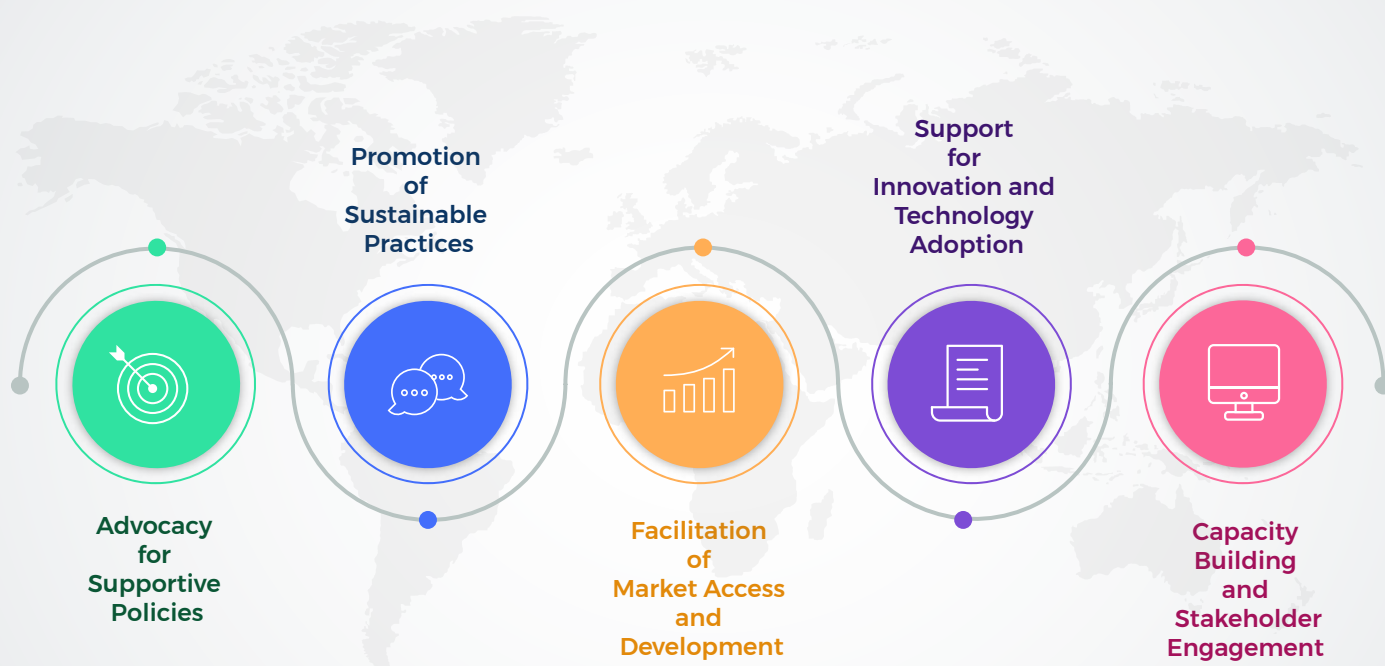 Advocacy
for
Supportive
Policies
Promotion
of
Sustainable
Practices
Facilitation
of
Market Access
and
Development
Support
for
Innovation and
Technology
Adoption
Capacity
Building
and
Stakeholder
Engagement